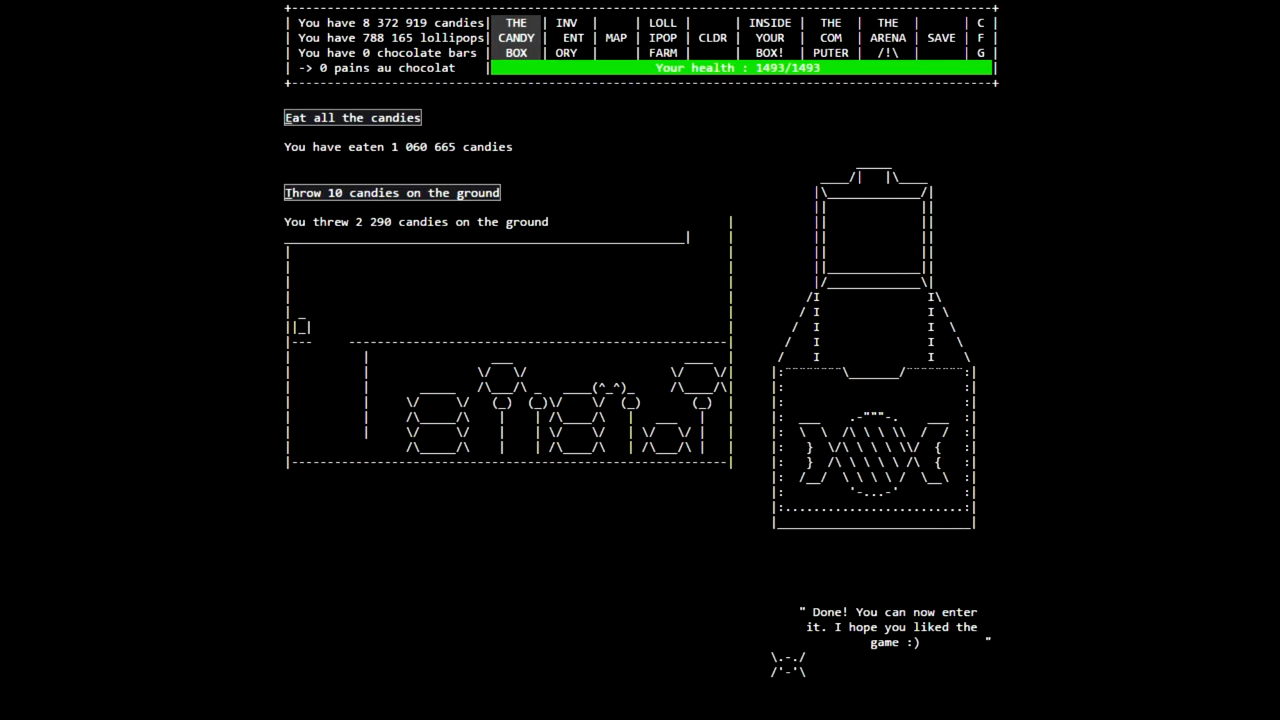 You have 8 372 919 candies
You have 788 165 lollipops
You have 0 chocolate bars
-> 0 pains au chocolat
THE CANDY BOX
INV ENT ORY
MAP
LOLL IPOP FARM
CLDR
INSIDE YOUR BOX!
THE COM PUTER
THE ARENA /!\
SAVE
C F G
Your health : 1493/1493
Eat all the candies
You have eaten 1 060 665 candies
Throw 10 candies on the ground
You threw 2 290 candies on the ground
" Done! You can now enter
it. I hope you liked the
game :) "